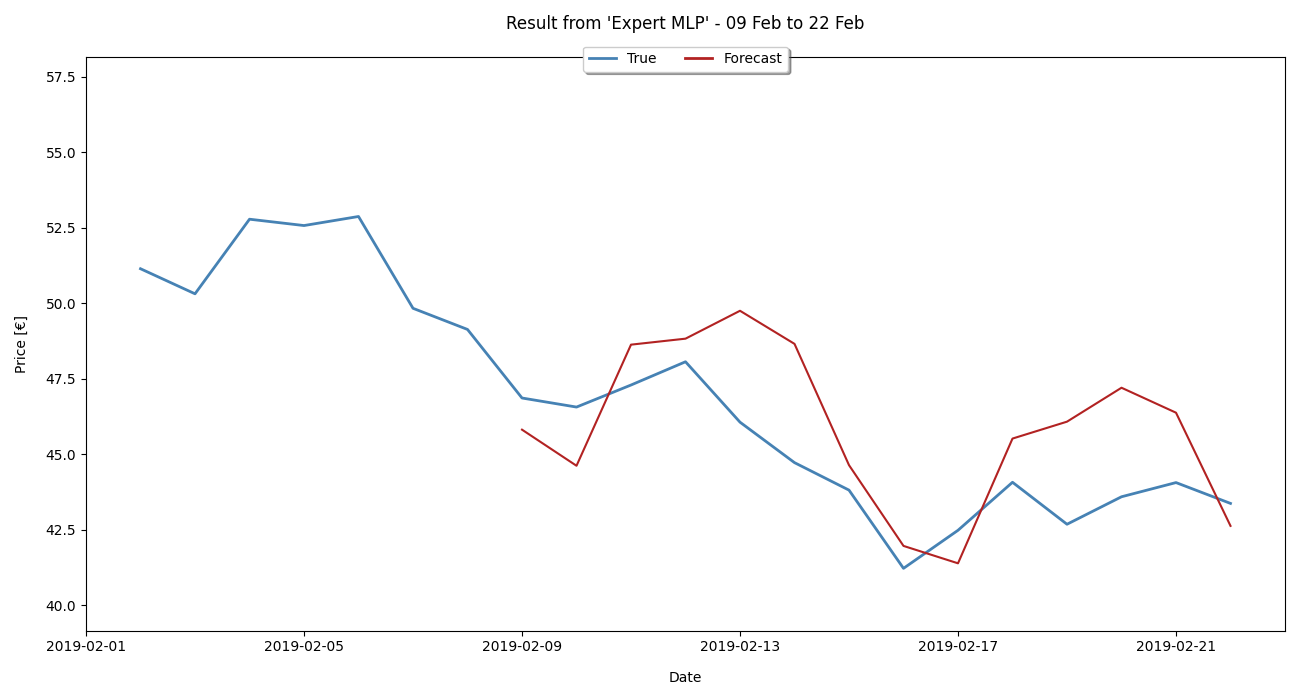 Result from 'Expert MLP' - 09 Feb to 22 Feb
True Forecast
57.5
55.0
52.5
50.0
47.5
45.0
42.5
40.0
Price [€]
2019-02-01 2019-02-05 2019-02-09 2019-02-13 2019-02-17 2019-02-21
Date